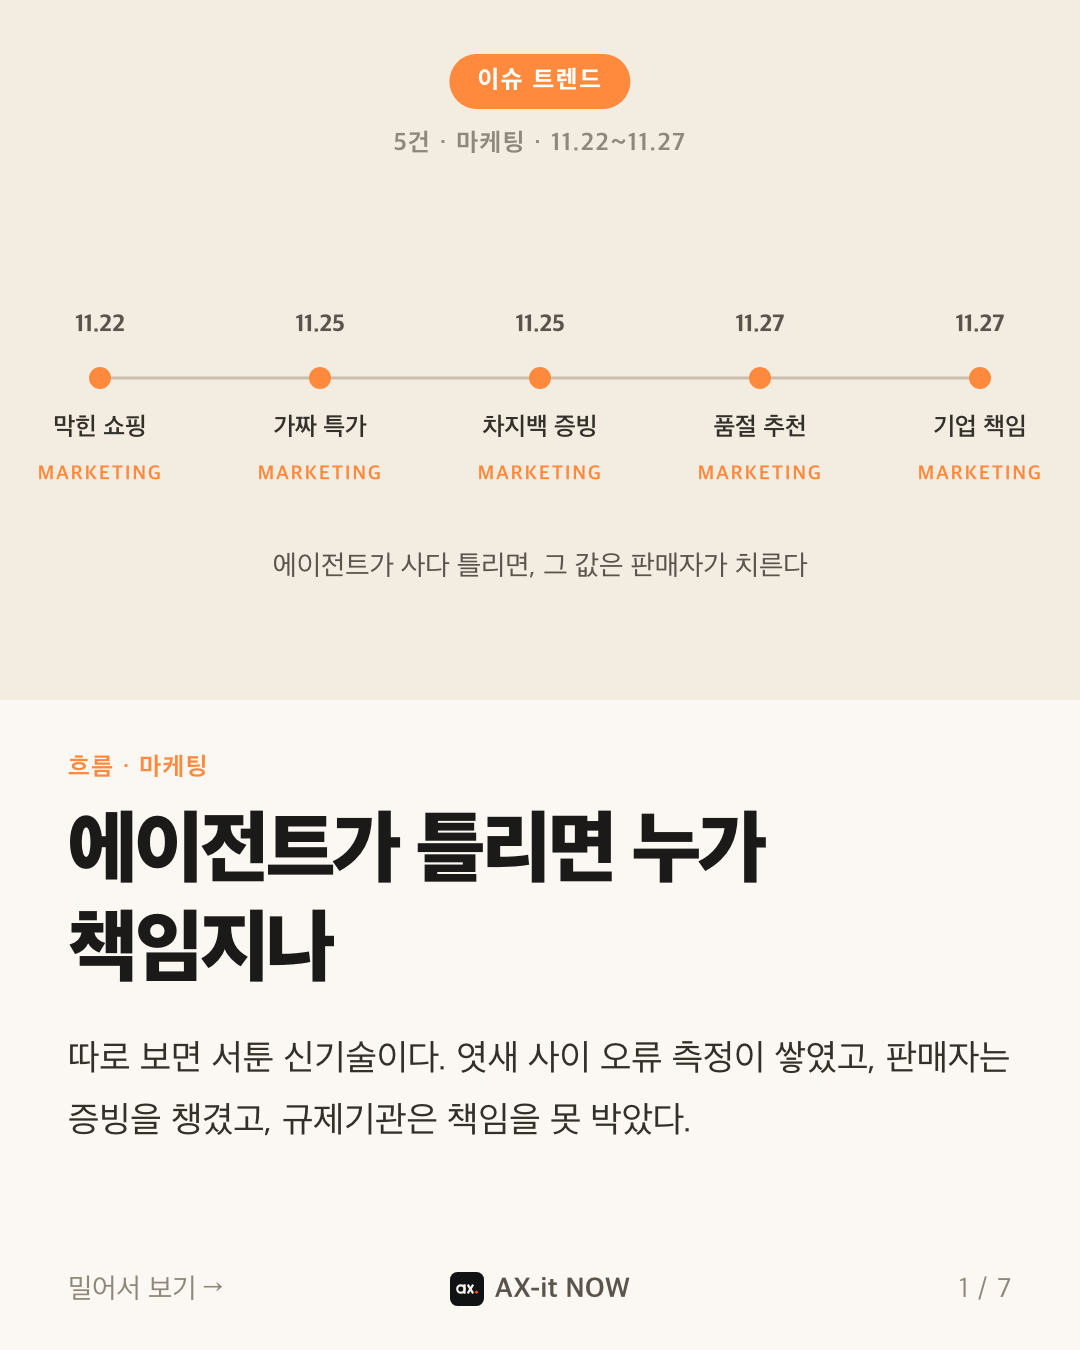 이슈 트렌드
5건 · 마케팅 · 11.22~11.27
11.22 11.25 11.25 11.27 11.27
막힌 쇼핑 가짜 특가 차지백 증빙 품절 추천 기업 책임
MARKETING MARKETING MARKETING MARKETING MARKETING
에이전트가 사다 틀리면, 그 값은 판매자가 치른다
흐름 · 마케팅
에이전트가 틀리면 누가
책임지나
따로 보면 서툰 신기술이다. 엿새 사이 오류 측정이 쌓였고, 판매자는
증빙을 챙겼고, 규제기관은 책임을 못 박았다.
밀어서 보기 → ax. AX-it NOW 1 / 7